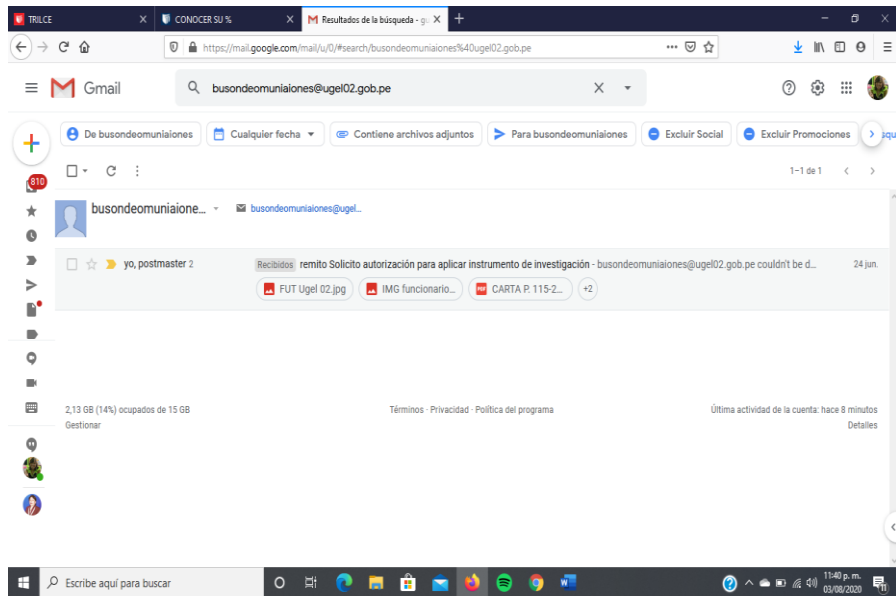 TRILCE
CONOCER SU %
Resultados de la búsqueda - gu
https://mail.google.com/mail/u/0/#search/busondeomuniaiones%40ugel02.gob.pe
Gmail
busondeomuniaiones@ugel02.gob.pe
De busondeomuniaiones
Cualquier fecha
Contiene archivos adjuntos
Para busondeomuniaiones
Excluir Social
Excluir Promociones
squ
810
1-1 de 1
busondeomuniaione...
busondeomuniaiones@ugel...
yo, postmaster 2
Recibidos remito Solicito autorización para aplicar instrumento de investigación - busondeomuniaiones@ugel02.gob.pe couldn't be d...
24 jun.
FUT Ugel 02.jpg
IMG funcionario...
PDF CARTA P. 115-2...
+2
2,13 GB (14%) ocupados de 15 GB
Gestionar
Términos · Privacidad · Política del programa
Última actividad de la cuenta: hace 8 minutos
Detalles
Escribe aquí para buscar
11:40 p. m.
03/08/2020